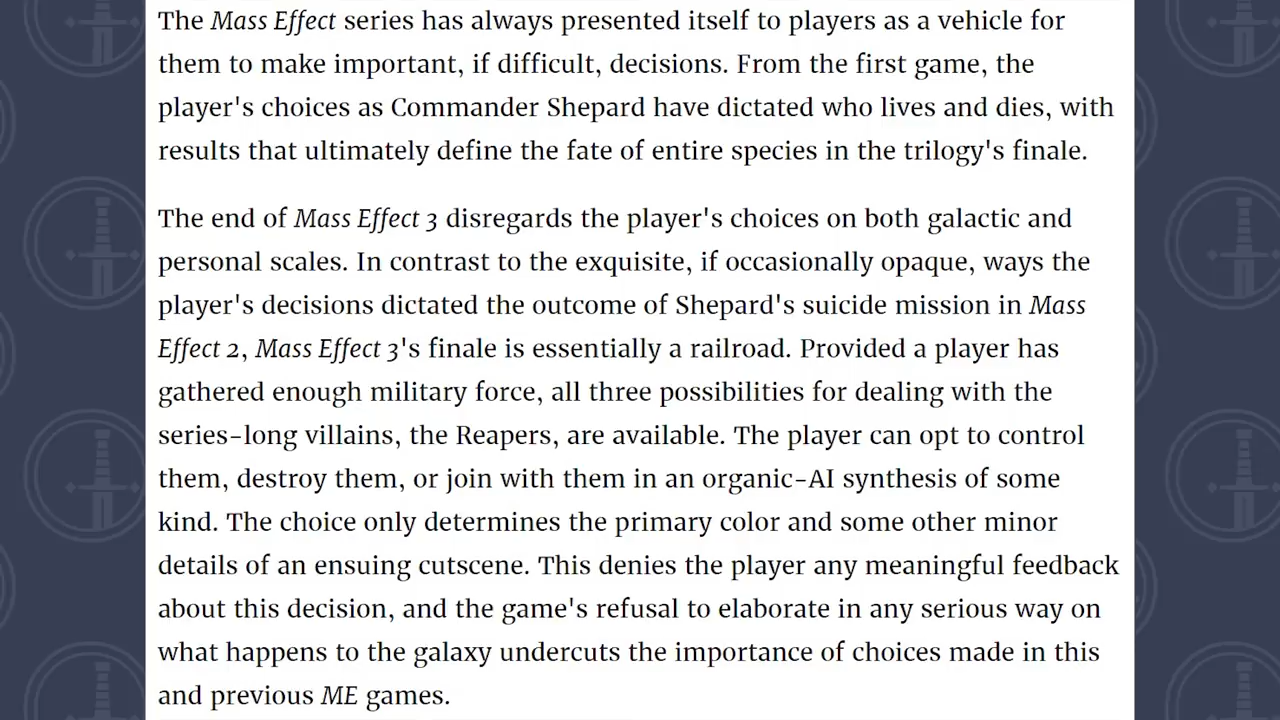 The Mass Effect series has always presented itself to players as a vehicle for
them to make important, if difficult, decisions. From the first game, the
player's choices as Commander Shepard have dictated who lives and dies, with
results that ultimately define the fate of entire species in the trilogy's finale.
The end of Mass Effect 3 disregards the player's choices on both galactic and
personal scales. In contrast to the exquisite, if occasionally opaque, ways the
player's decisions dictated the outcome of Shepard's suicide mission in Mass
Effect 2, Mass Effect 3's finale is essentially a railroad. Provided a player has
gathered enough military force, all three possibilities for dealing with the
series-long villains, the Reapers, are available. The player can opt to control
them, destroy them, or join with them in an organic-AI synthesis of some
kind. The choice only determines the primary color and some other minor
details of an ensuing cutscene. This denies the player any meaningful feedback
about this decision, and the game's refusal to elaborate in any serious way on
what happens to the galaxy undercuts the importance of choices made in this
and previous ME games.